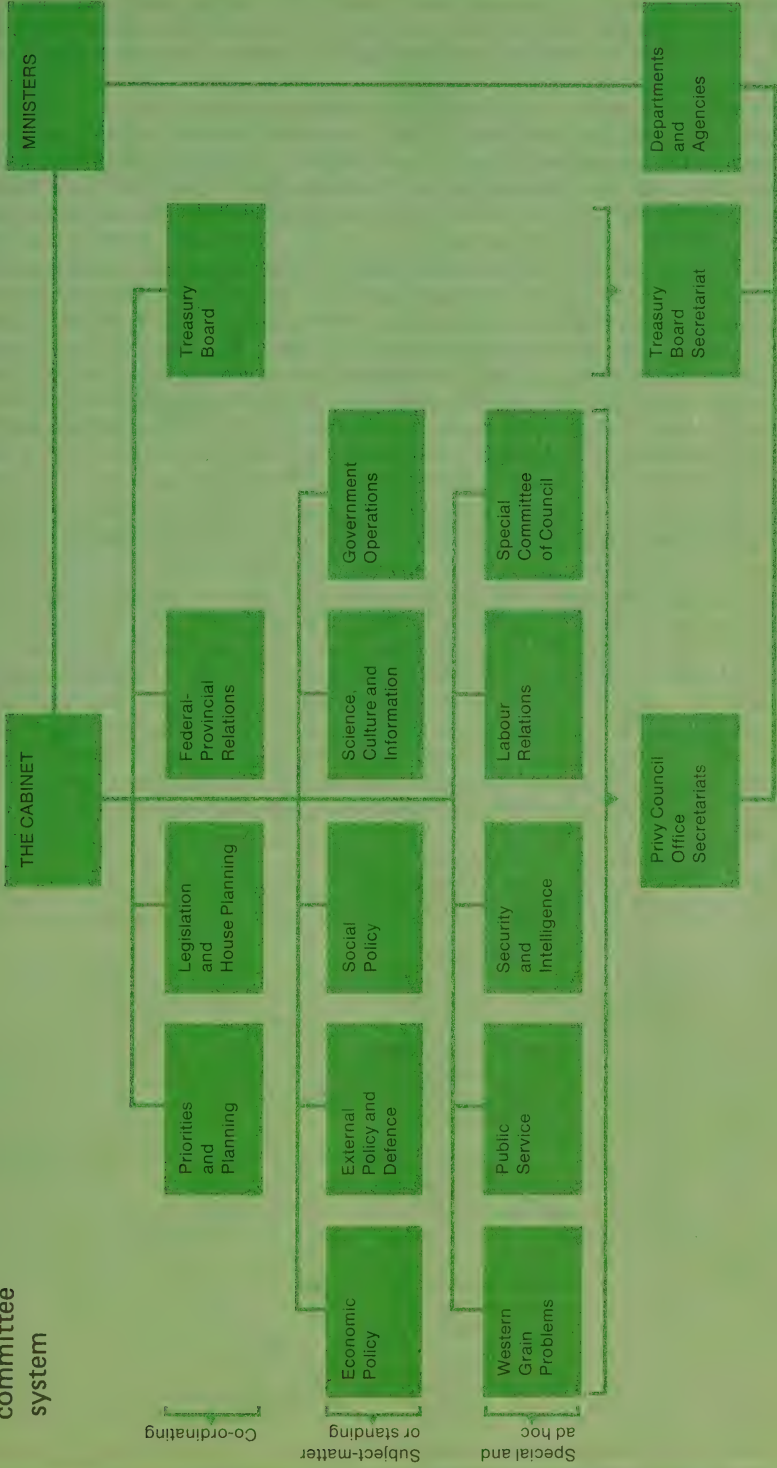 committee
system
THE CABINET
MINISTERS
Co-ordinating
Priorities
and
Planning
Legislation
and
House Planning
Federal-
Provincial
Relations
Treasury
Board
Subject-matter
or standing
Economic
Policy
External
Policy and
Defence
Social
Policy
Science,
Culture and
Information
Government
Operations
Special and
ad hoc
Western
Grain
Problems
Public
Service
Security
and
Intelligence
Labour
Relations
Special
Committee
of Council
Privy Council
Office
Secretariats
Treasury
Board
Secretariat
Departments
and
Agencies